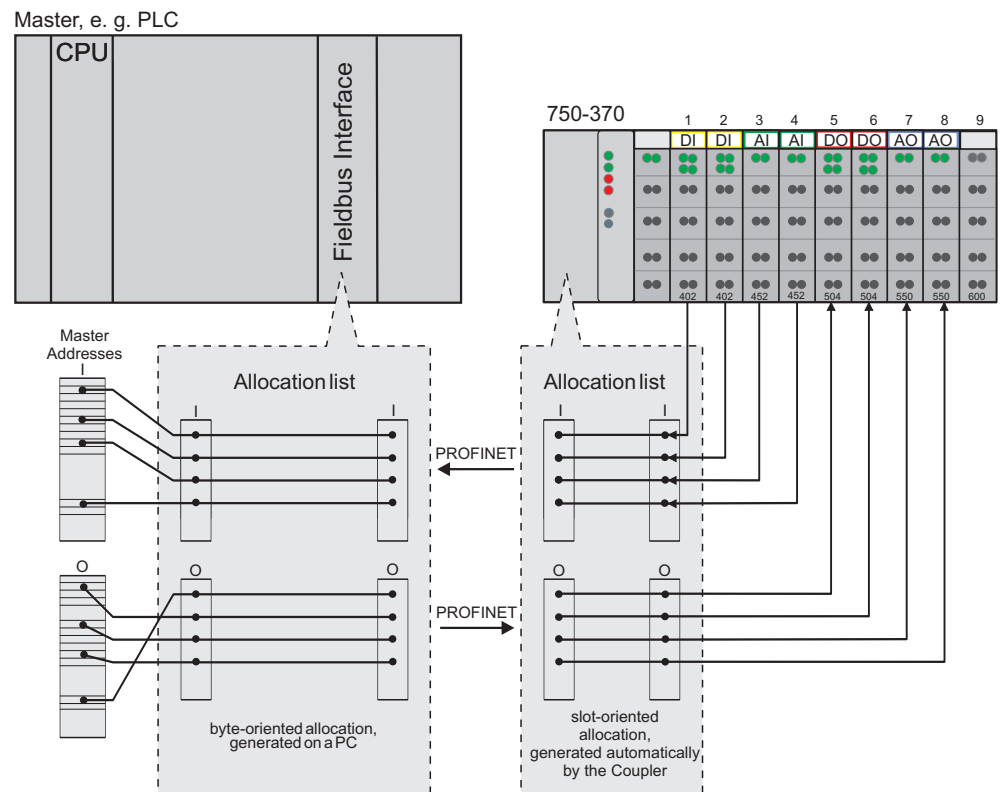 Master, e. g. PLC
CPU
Fieldbus Interface
750-370
1 2 3 4 5 6 7 8 9
DI DI AI AI DO DO AO AO
402 402 452 452 504 504 550 550 600
Master
Addresses
I
Allocation list
I I
PROFINET
Allocation list
I I
O
O O
PROFINET
O O
byte-oriented allocation,
generated on a PC
slot-oriented
allocation,
generated automatically
by the Coupler